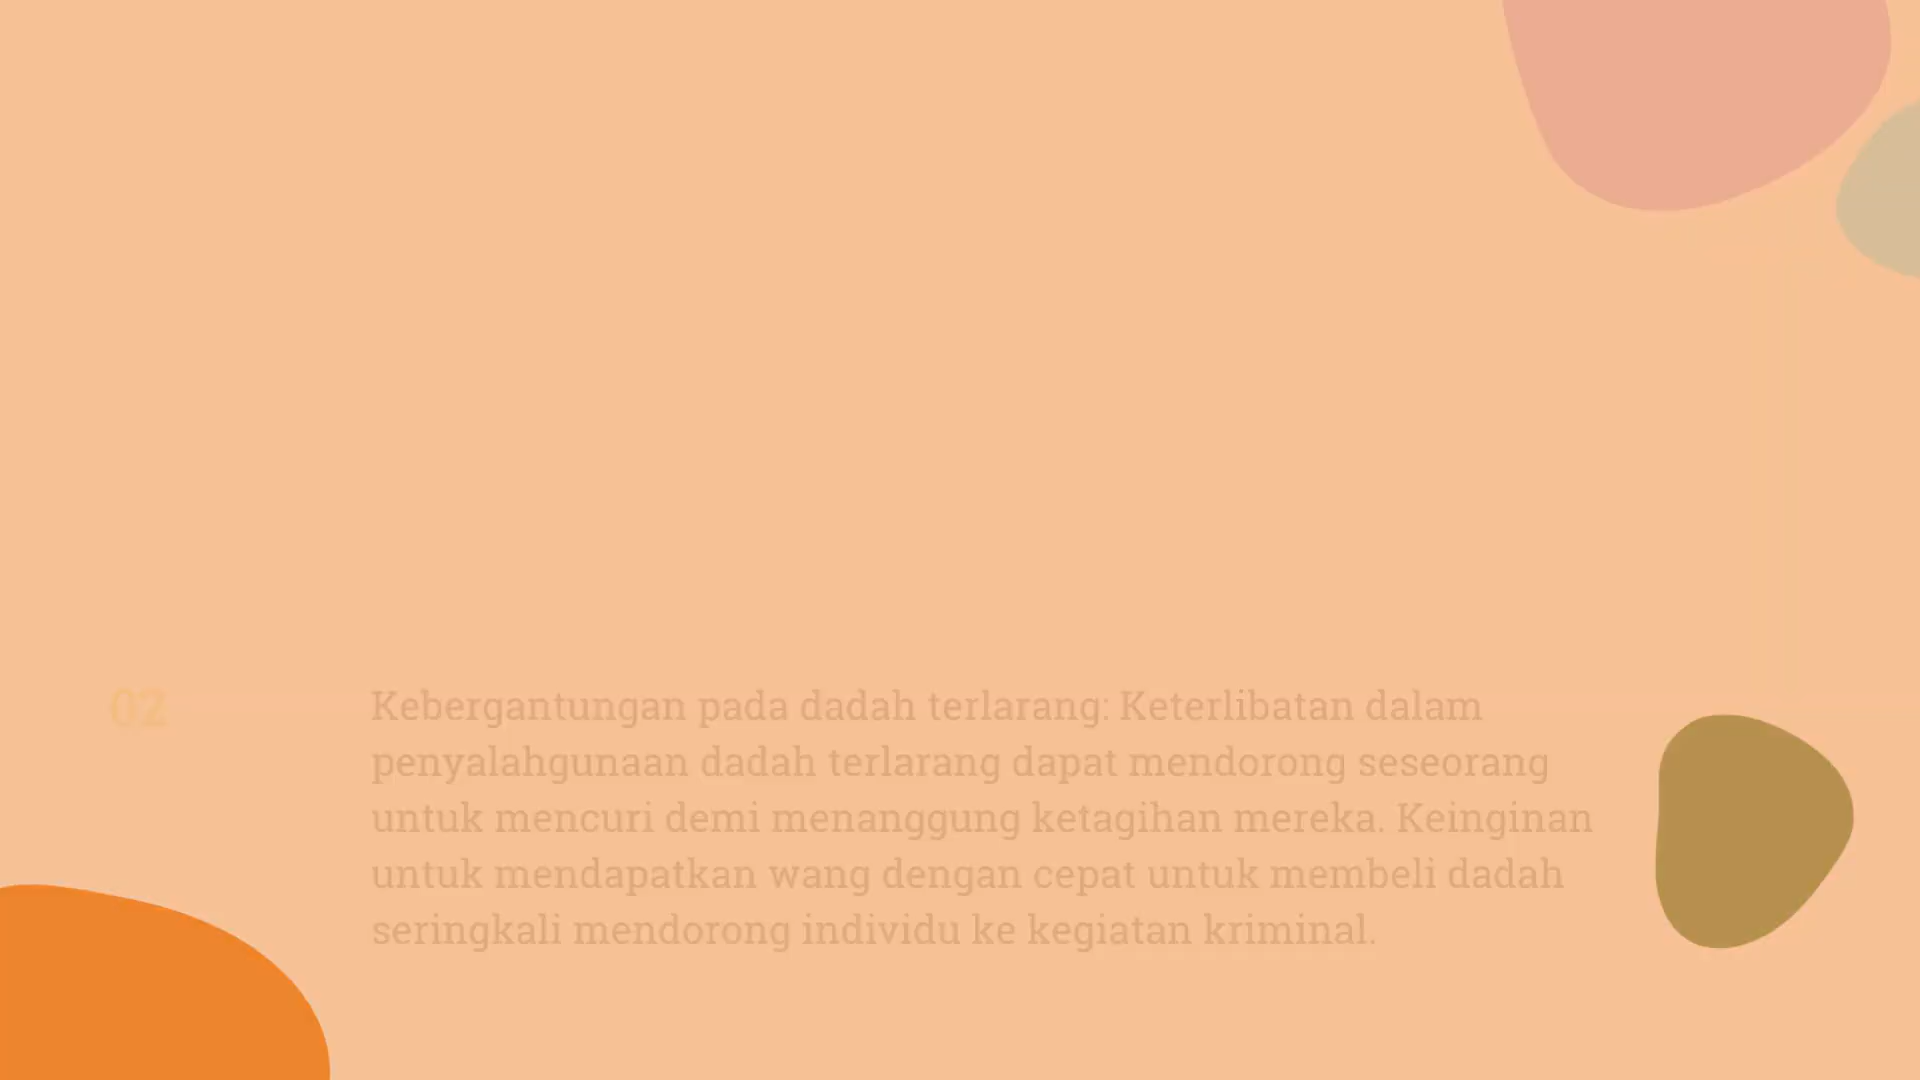 02
Kebergantungan pada dadah terlarang: Keterlibatan dalam
penyalahgunaan dadah terlarang dapat mendorong seseorang
untuk mencuri demi menanggung ketagihan mereka. Keinginan
untuk mendapatkan wang dengan cepat untuk membeli dadah
seringkali mendorong individu ke kegiatan kriminal.